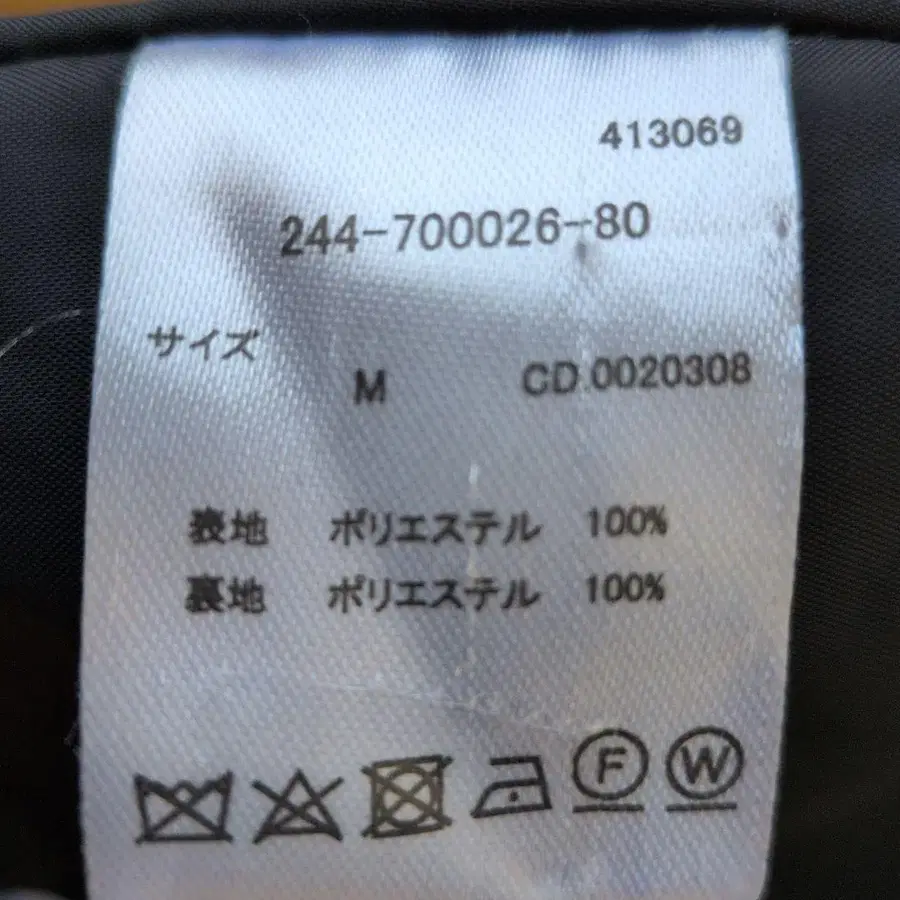 413069
244-700026-80
サイズ
M CD.0020308
表地 ポリエステル 100%
裏地 ポリエステル 100%
F W